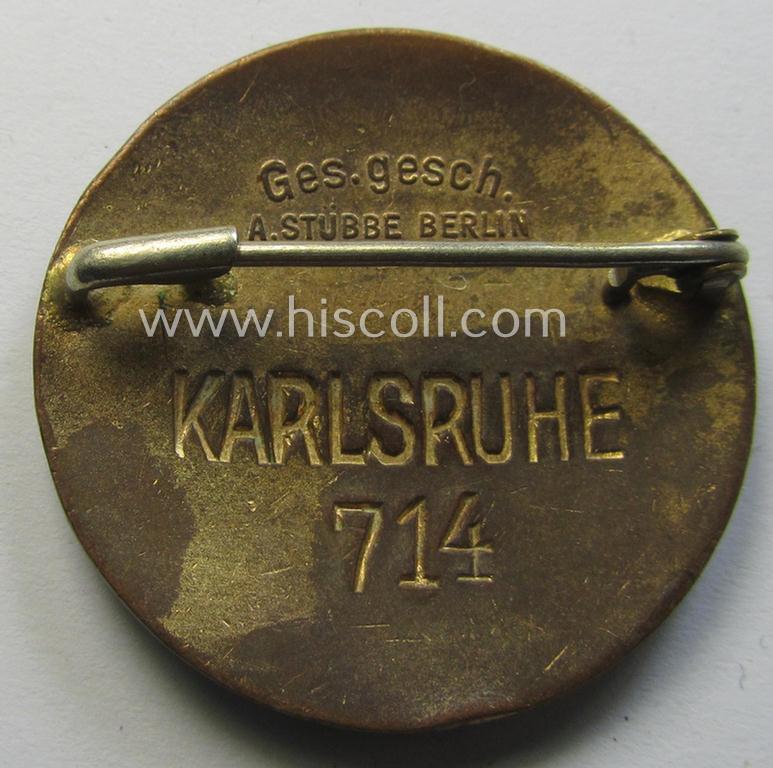 Ges. gesch.
A. STÜBBE BERLIN
www.hiscoll.com
KARLSRUHE
714